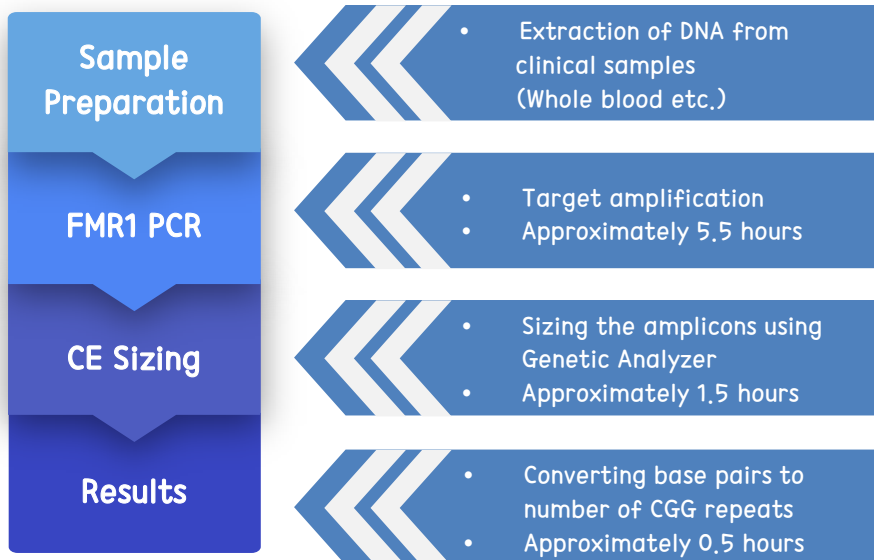 Sample
Preparation
• Extraction of DNA from
clinical samples
(Whole blood etc.)
FMR1 PCR
• Target amplification
• Approximately 5.5 hours
CE Sizing
• Sizing the amplicons using
Genetic Analyzer
• Approximately 1.5 hours
Results
• Converting base pairs to
number of CGG repeats
• Approximately 0.5 hours